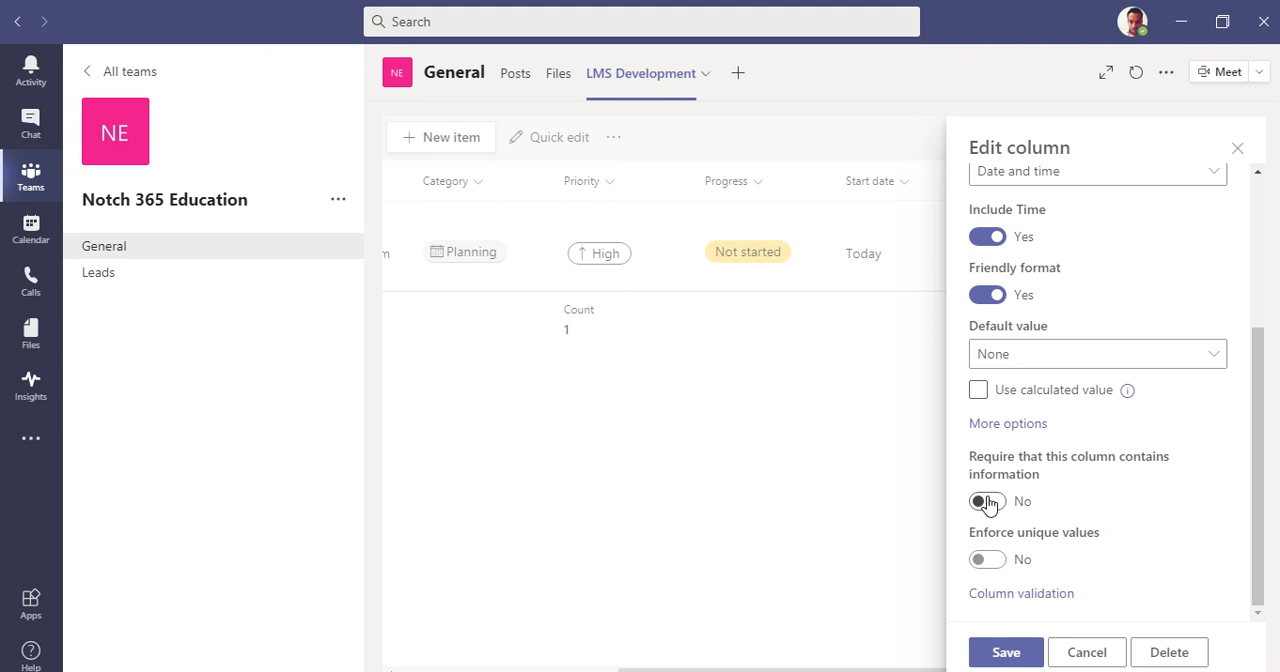 Search
Activity
Chat
Teams
Calendar
Calls
Files
Insights
Apps
Help
All teams
NE
Notch 365 Education
General
Leads
NE General Posts Files LMS Development
Meet
New item Quick edit
Category Priority Progress Start date
m Planning High Not started Today
Count
1
Edit column
Date and time
Include Time
Yes
Friendly format
Yes
Default value
None
Use calculated value
More options
Require that this column contains
information
No
Enforce unique values
No
Column validation
Save Cancel Delete